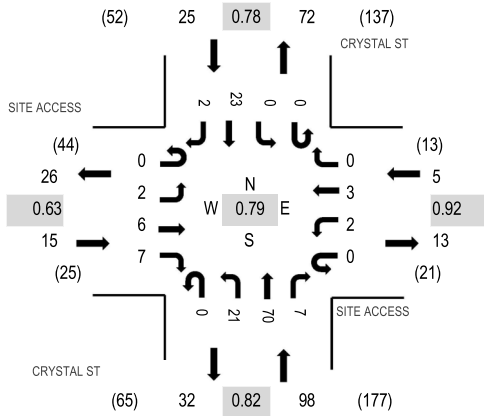 (52) 25 0.78 72 (137)
CRYSTAL ST
SITE ACCESS
2 23 0 0
(44) (13)
0 0
26 5
2 N 3
0.63 W 0.79 E 0.92
6 2
15 S 13
7 0
(25) (21)
0 21 70 7
SITE ACCESS
CRYSTAL ST
(65) 32 0.82 98 (177)